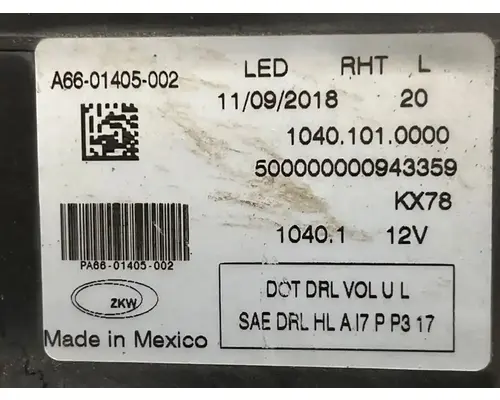 A66-01405-002
LED RHT L
11/09/2018 20
1040.101.0000
500000000943359
KX78
1040.1 12V
PA66-01405-002
ZKW
Made in Mexico
DOT DRL VOL U L
SAE DRL HL A I7 P P3 17